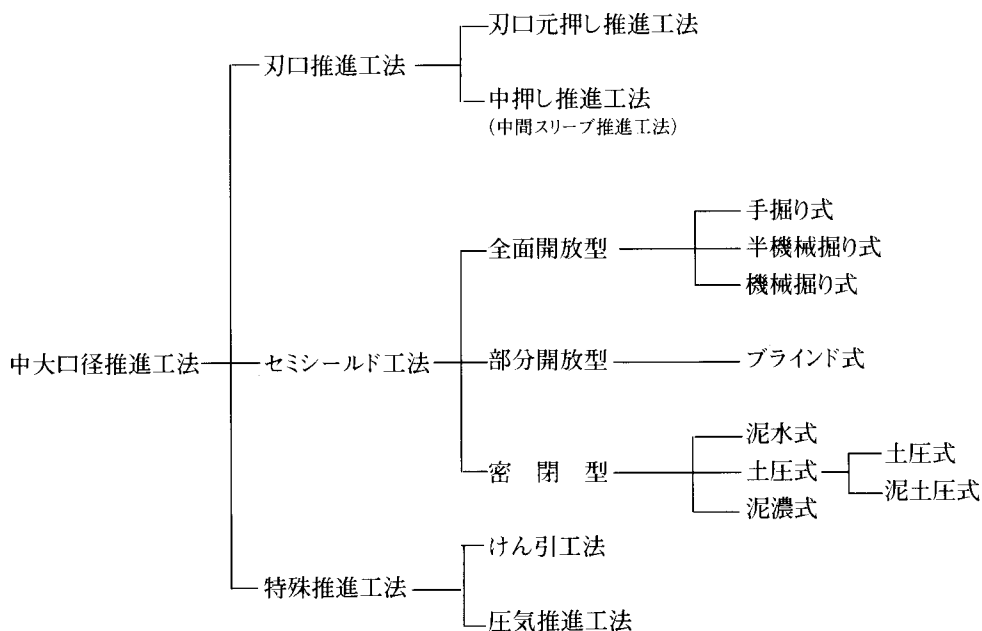 刃口推進工法
刃口元押し推進工法
中押し推進工法
(中間スリーブ推進工法)
中大口径推進工法
セミシールド工法
全面開放型
手掘り式
半機械掘り式
機械掘り式
部分開放型
ブラインド式
密閉型
泥水式
土圧式
土圧式
泥土圧式
泥濃式
特殊推進工法
けん引工法
圧気推進工法